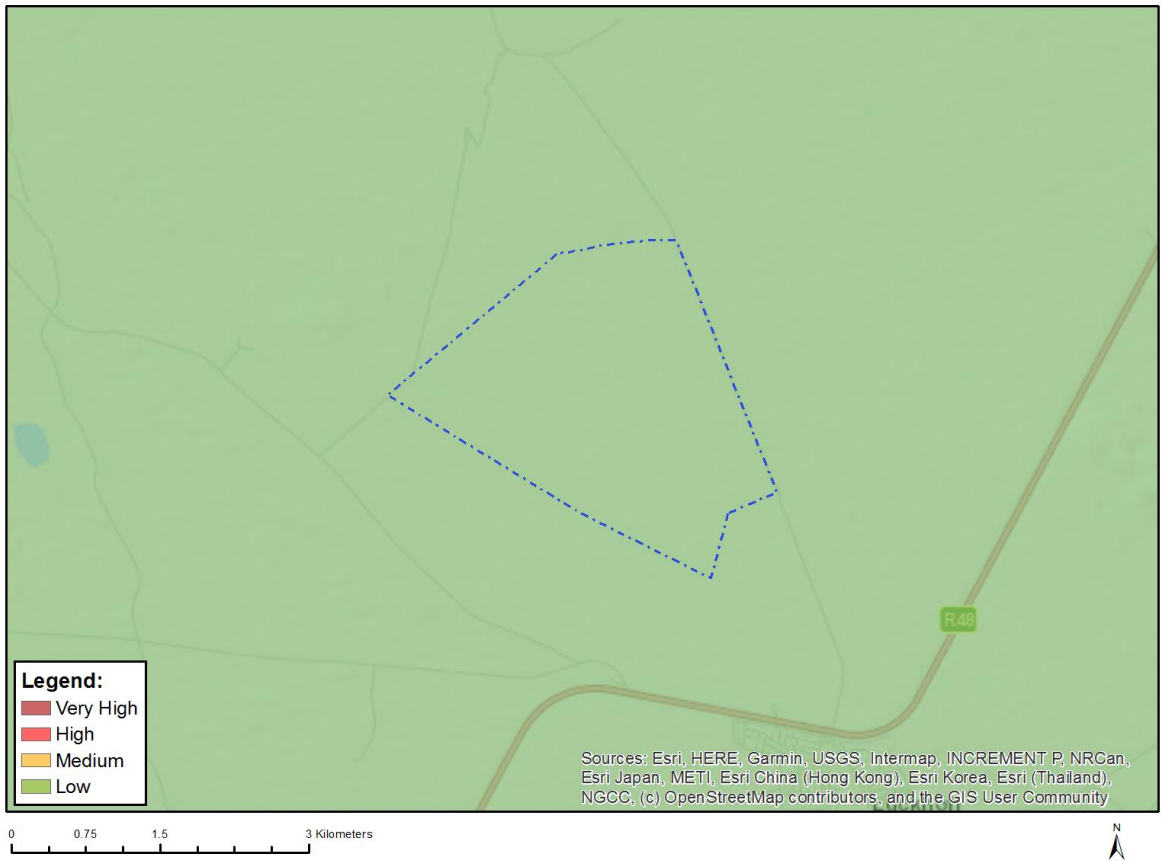 R48
Legend:
Very High
High
Medium
Low
Sources: Esri, HERE, Garmin, USGS, Intermap, INCREMENT P, NRCan,
Esri Japan, METI, Esri China (Hong Kong), Esri Korea, Esri (Thailand),
NGCC, (c) OpenStreetMap contributors, and the GIS User Community
0 0.75 1.5 3 Kilometers
N